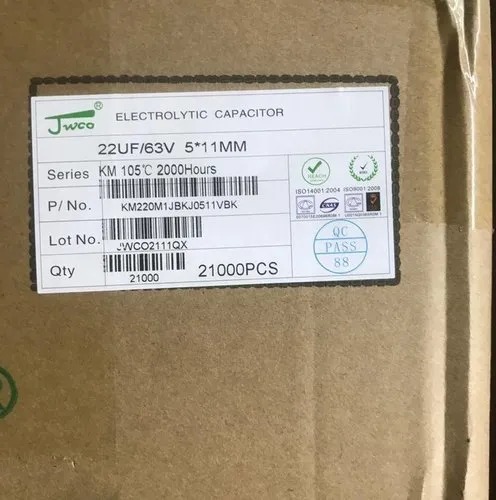 Jwco ®
ELECTROLYTIC CAPACITOR
22UF/63V 5*11MM
Series KM 105℃ 2000Hours
P/ No. KM220M1JBKJ0511VBK
Lot No. JWCO2111QX
Qty 21000 21000PCS
REACH
ISO14001:2004 ISO9001:2008
QC
PASS
88